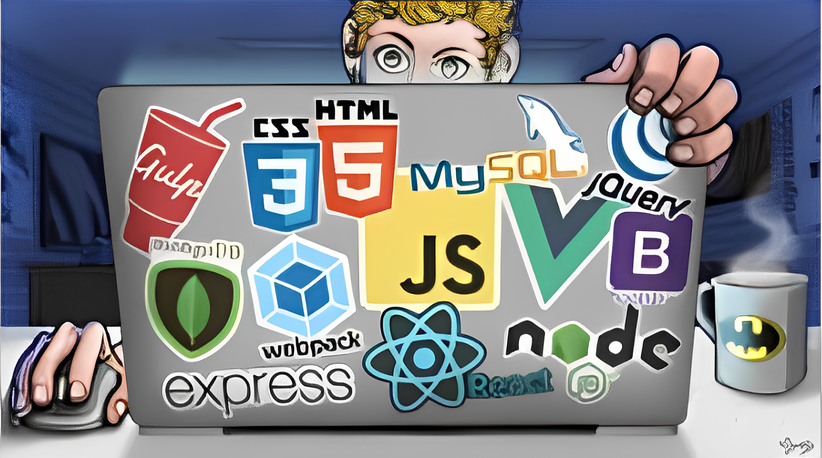 HTML
CSS
5
3
Gulp
MySQL
jQuery
JS
B
webpack
node
express